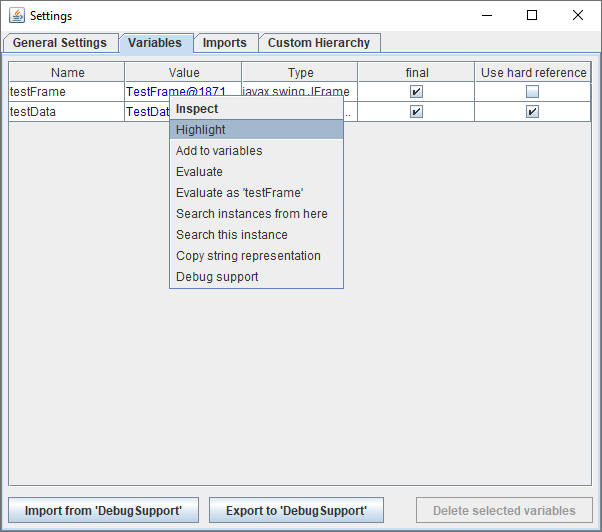 Settings
General Settings Variables Imports Custom Hierarchy
Name Value Type final Use hard reference
testFrame TestFrame@1871 javax.swing.JFrame
testData TestDat ..
Inspect
Highlight
Add to variables
Evaluate
Evaluate as 'testFrame'
Search instances from here
Search this instance
Copy string representation
Debug support
Import from 'DebugSupport' Export to 'DebugSupport' Delete selected variables